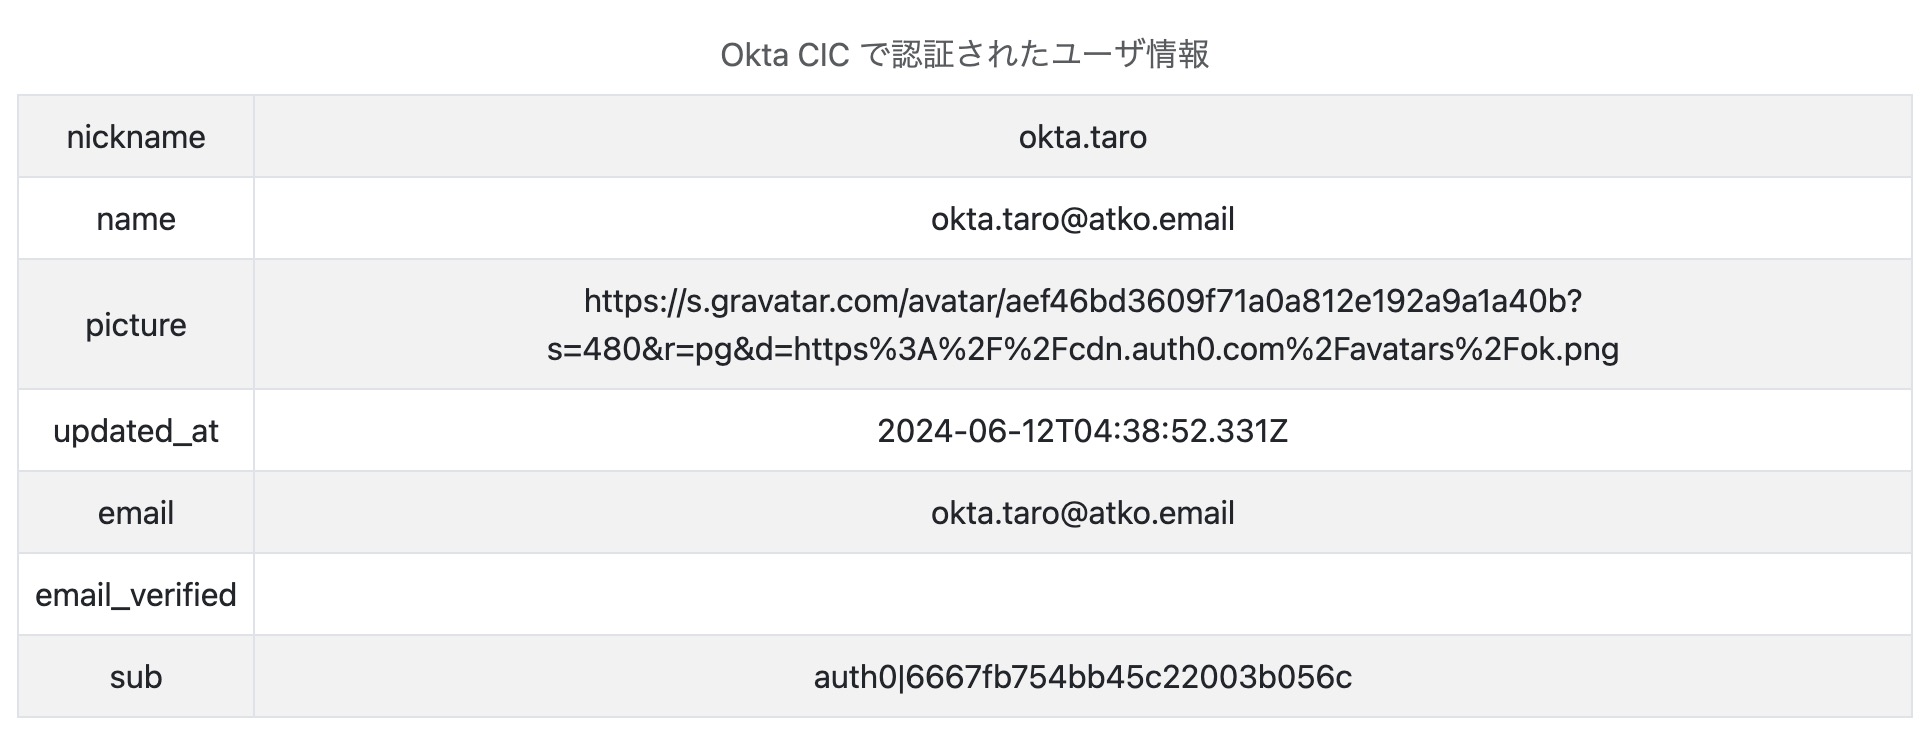 Okta CIC で認証されたユーザ情報
nickname okta.taro
name okta.taro@atko.email
picture https://s.gravatar.com/avatar/aef46bd3609f71a0a812e192a9a1a40b?
s=480&r=pg&d=https%3A%2F%2Fcdn.auth0.com%2Favatars%2Fok.png
updated_at 2024-06-12T04:38:52.331Z
email okta.taro@atko.email
email_verified
sub auth0|6667fb754bb45c22003b056c